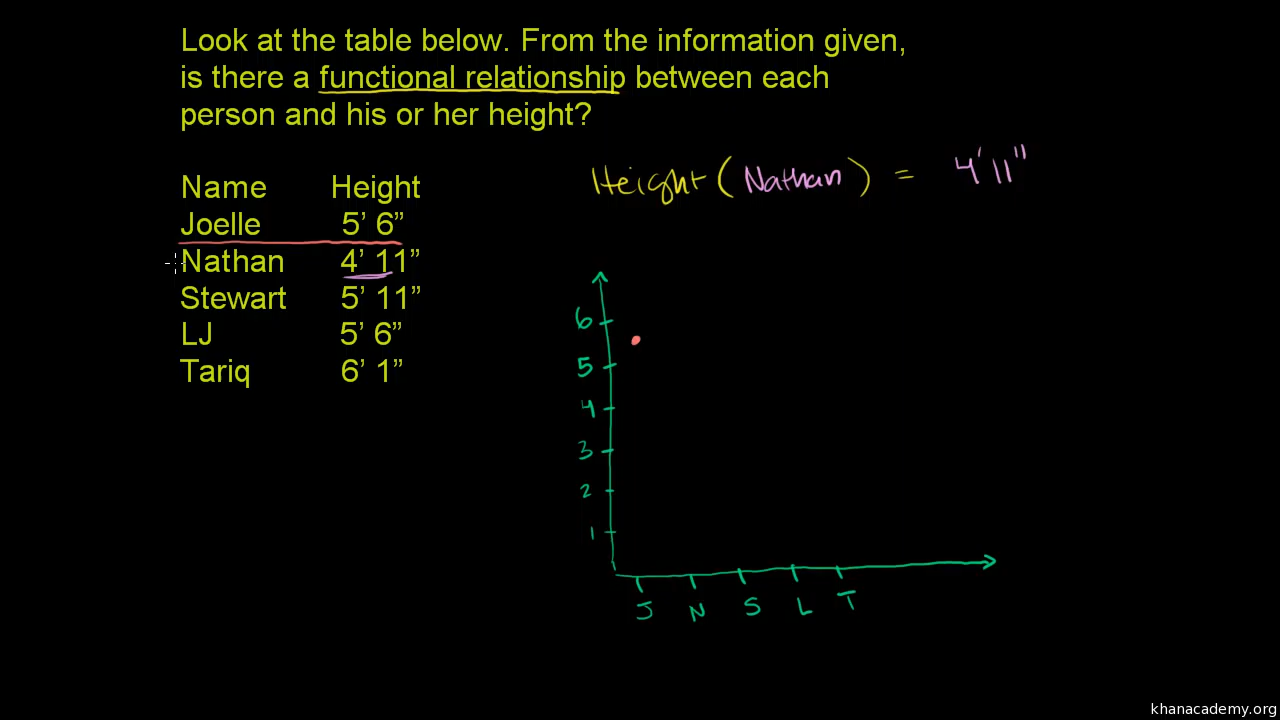 Look at the table below. From the information given,
is there a functional relationship between each
person and his or her height?
Name Height
Joelle 5’ 6”
Nathan 4’ 11”
Stewart 5’ 11”
LJ 5’ 6”
Tariq 6’ 1”
Height (Nathan) = 4' 11"
6
5
4
3
2
1
J N S L T
khanacademy.org